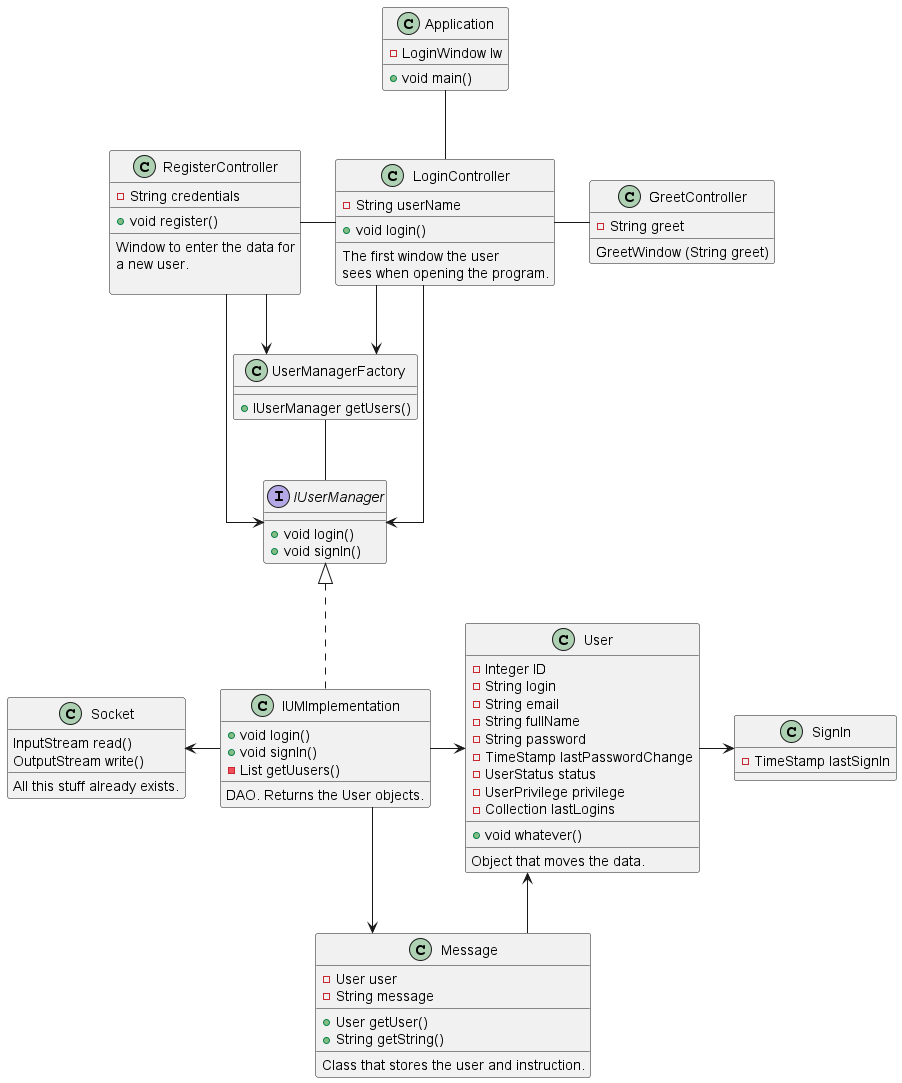 C Application
LoginWindow lw
void main()
C RegisterController
String credentials
void register()
Window to enter the data for
a new user.
C LoginController
String userName
void login()
The first window the user
sees when opening the program.
C GreetController
String greet
GreetWindow (String greet)
C UserManagerFactory
IUserManager getUsers()
I IUserManager
void login()
void signIn()
C Socket
InputStream read()
OutputStream write()
All this stuff already exists.
C IUMImplementation
void login()
void signIn()
List getUusers()
DAO. Returns the User objects.
C User
Integer ID
String login
String email
String fullName
String password
TimeStamp lastPasswordChange
UserStatus status
UserPrivilege privilege
Collection lastLogins
void whatever()
Object that moves the data.
C SignIn
TimeStamp lastSignIn
C Message
User user
String message
User getUser()
String getString()
Class that stores the user and instruction.